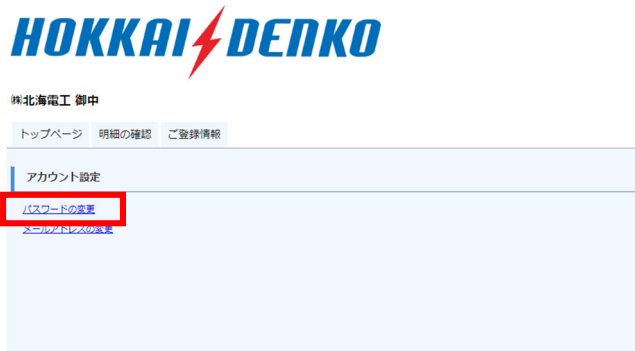 HOKKAI DENKO
㈱北海電工 御中
トップページ 明細の確認 ご登録情報
アカウント設定
パスワードの変更
メールアドレスの変更